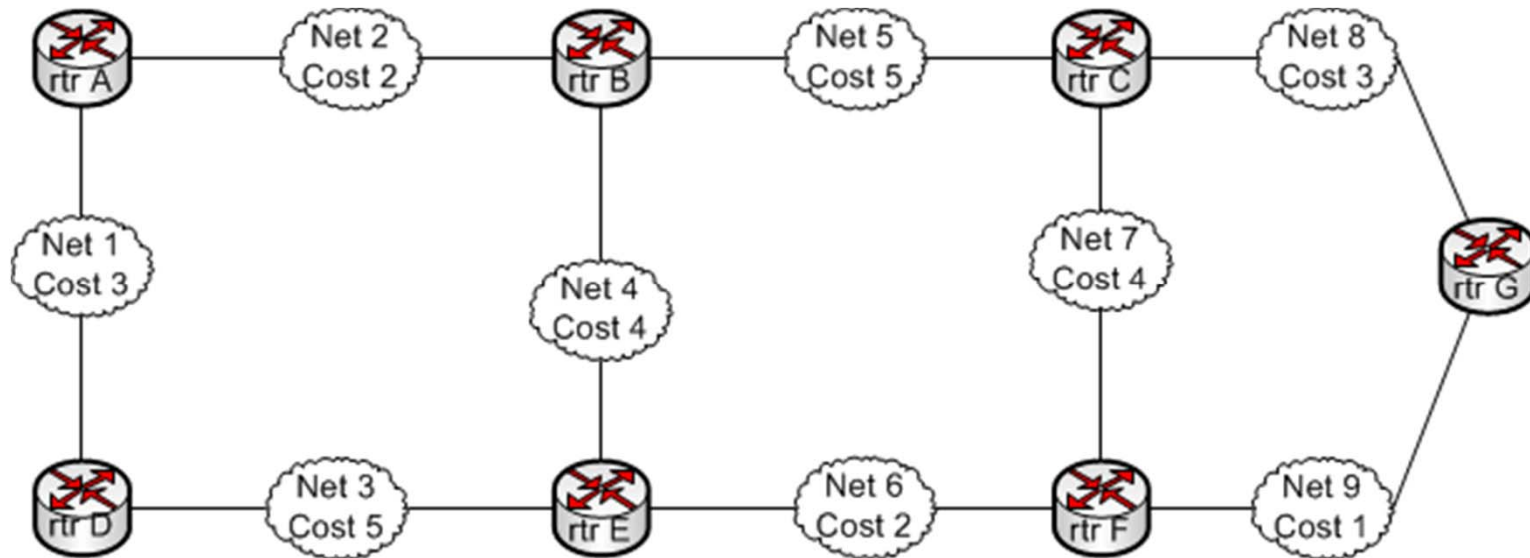 rtr A
Net 2
Cost 2
rtr B
Net 5
Cost 5
rtr C
Net 8
Cost 3
Net 1
Cost 3
Net 4
Cost 4
Net 7
Cost 4
rtr G
rtr D
Net 3
Cost 5
rtr E
Net 6
Cost 2
rtr F
Net 9
Cost 1